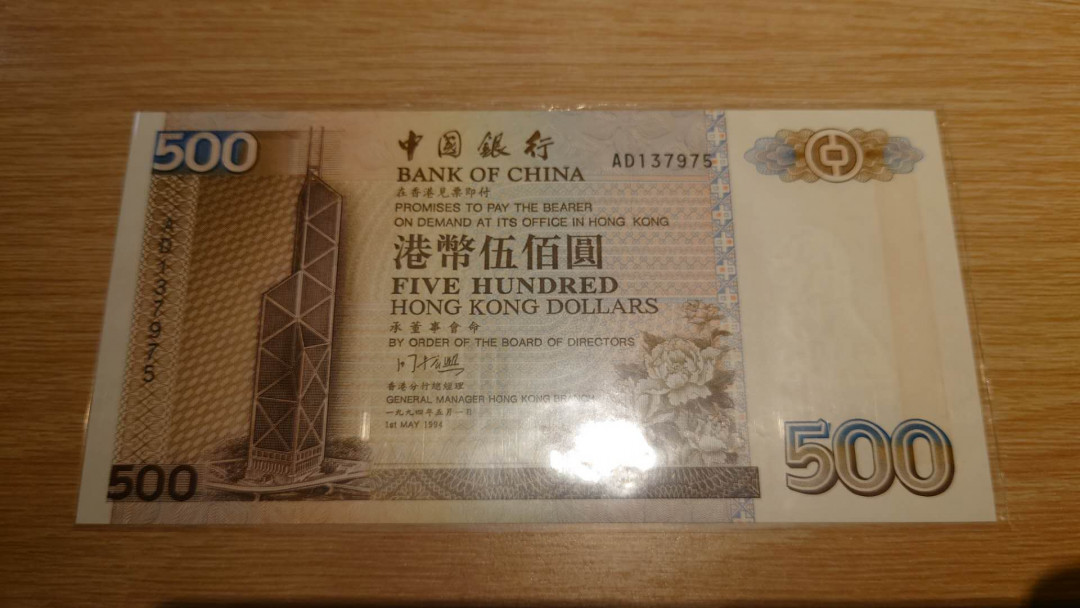 500
中國銀行
BANK OF CHINA
AD137975
在香港見票即付
PROMISES TO PAY THE BEARER
ON DEMAND AT ITS OFFICE IN HONG KONG
港幣伍佰圓
FIVE HUNDRED
HONG KONG DOLLARS
承董事會命
BY ORDER OF THE BOARD OF DIRECTORS
香港分行總經理
GENERAL MANAGER HONG KONG BRANCH
一九九四年五月一日
1st MAY 1994
AD137975
500
500